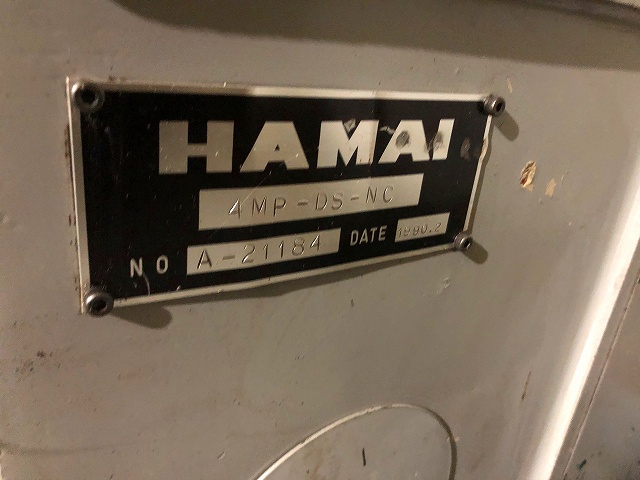 HAMAI
4MP-DS-NC
NO A-21184 DATE 1990.2